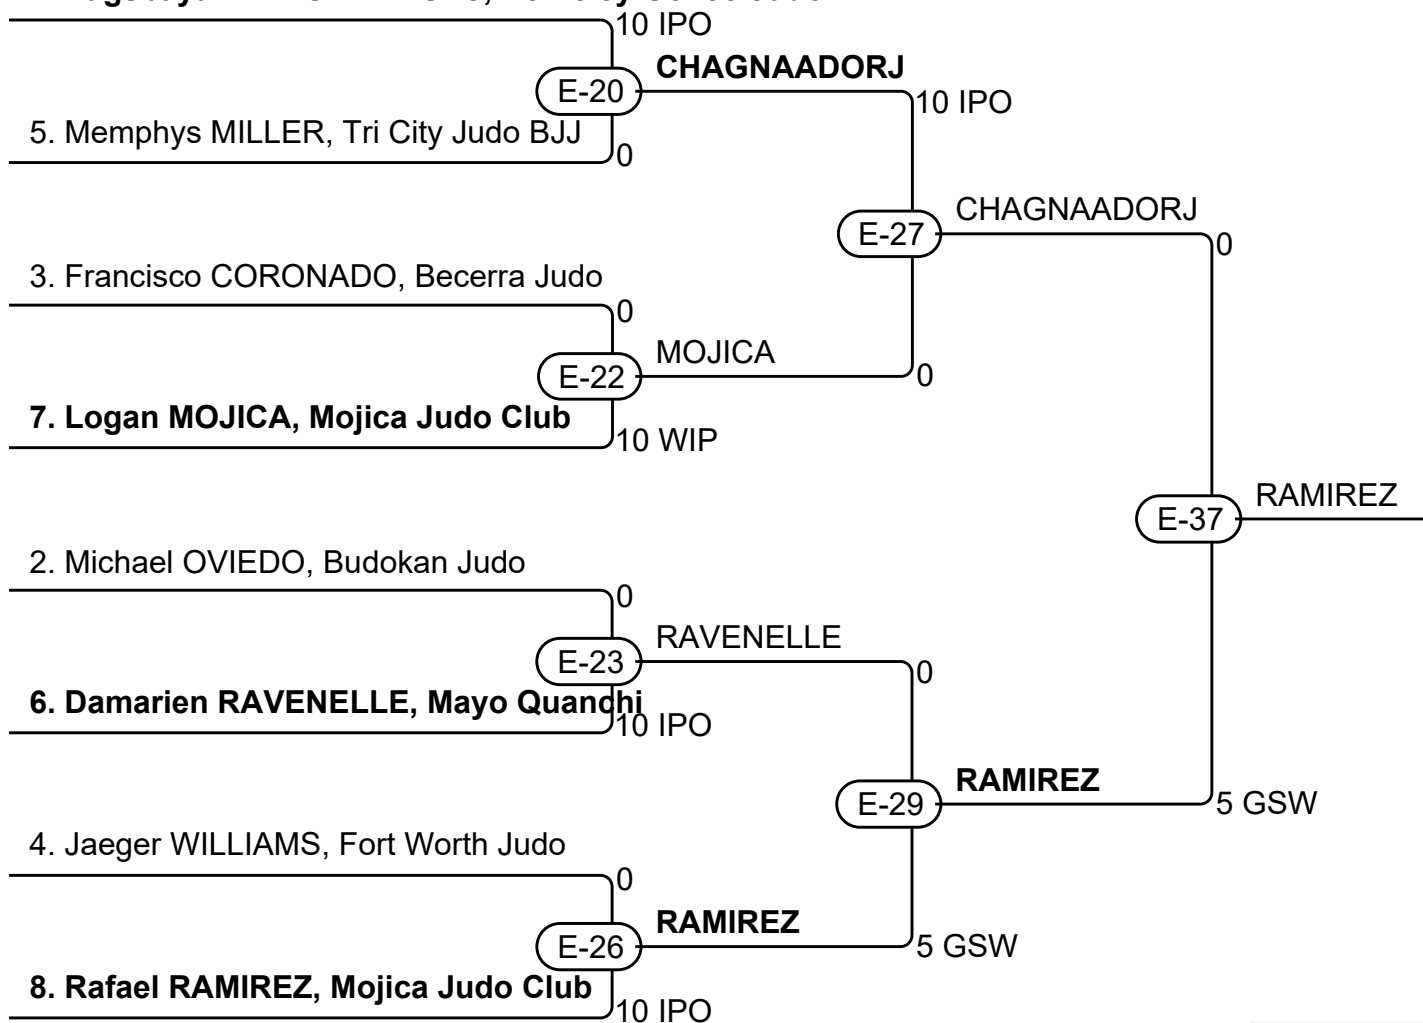 10 IPO
CHAGNAADORJ
E-20
10 IPO
5. Memphys MILLER, Tri City Judo BJJ
0
CHAGNAADORJ
E-27
0
3. Francisco CORONADO, Becerra Judo
0
MOJICA
E-22
0
7. Logan MOJICA, Mojica Judo Club
10 WIP
RAMIREZ
E-37
2. Michael OVIEDO, Budokan Judo
0
RAVENELLE
E-23
0
6. Damarien RAVENELLE, Mayo Quanchi
10 IPO
RAMIREZ
E-29
5 GSW
4. Jaeger WILLIAMS, Fort Worth Judo
0
RAMIREZ
E-26
5 GSW
8. Rafael RAMIREZ, Mojica Judo Club
10 IPO